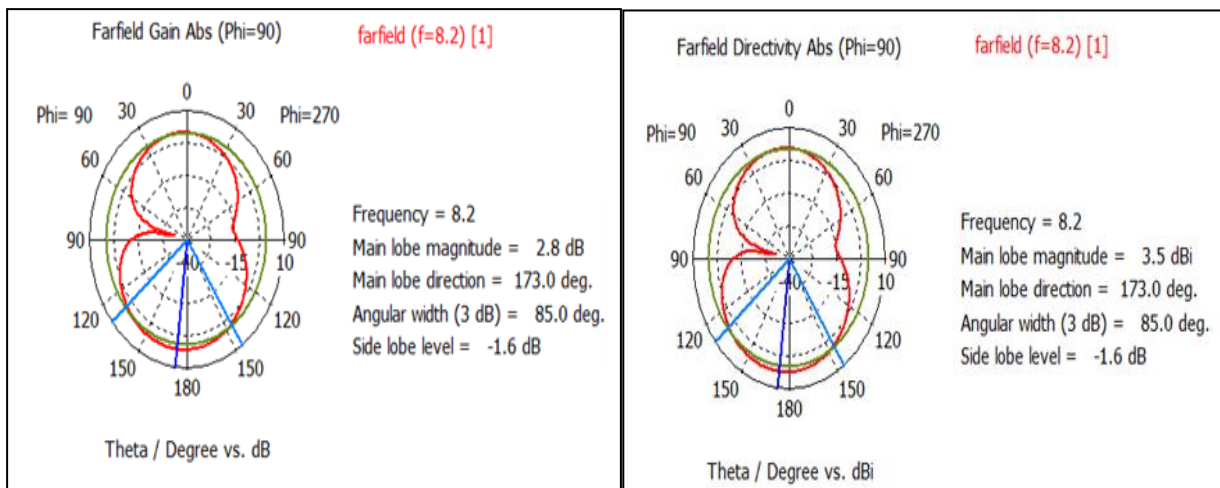 Farfield Gain Abs (Phi=90)
farfield (f=8.2) [1]
0
30
30
Phi= 90
Phi=270
60
60
90
90
-40
-15
10
120
120
150
150
180
Frequency = 8.2
Main lobe magnitude = 2.8 dB
Main lobe direction = 173.0 deg.
Angular width (3 dB) = 85.0 deg.
Side lobe level = -1.6 dB
Theta / Degree vs. dB
Farfield Directivity Abs (Phi=90)
farfield (f=8.2) [1]
0
30
30
Phi=90
Phi=270
60
60
90
90
-40
-15
10
120
120
150
150
180
Frequency = 8.2
Main lobe magnitude = 3.5 dBi
Main lobe direction = 173.0 deg.
Angular width (3 dB) = 85.0 deg.
Side lobe level = -1.6 dB
Theta / Degree vs. dBi